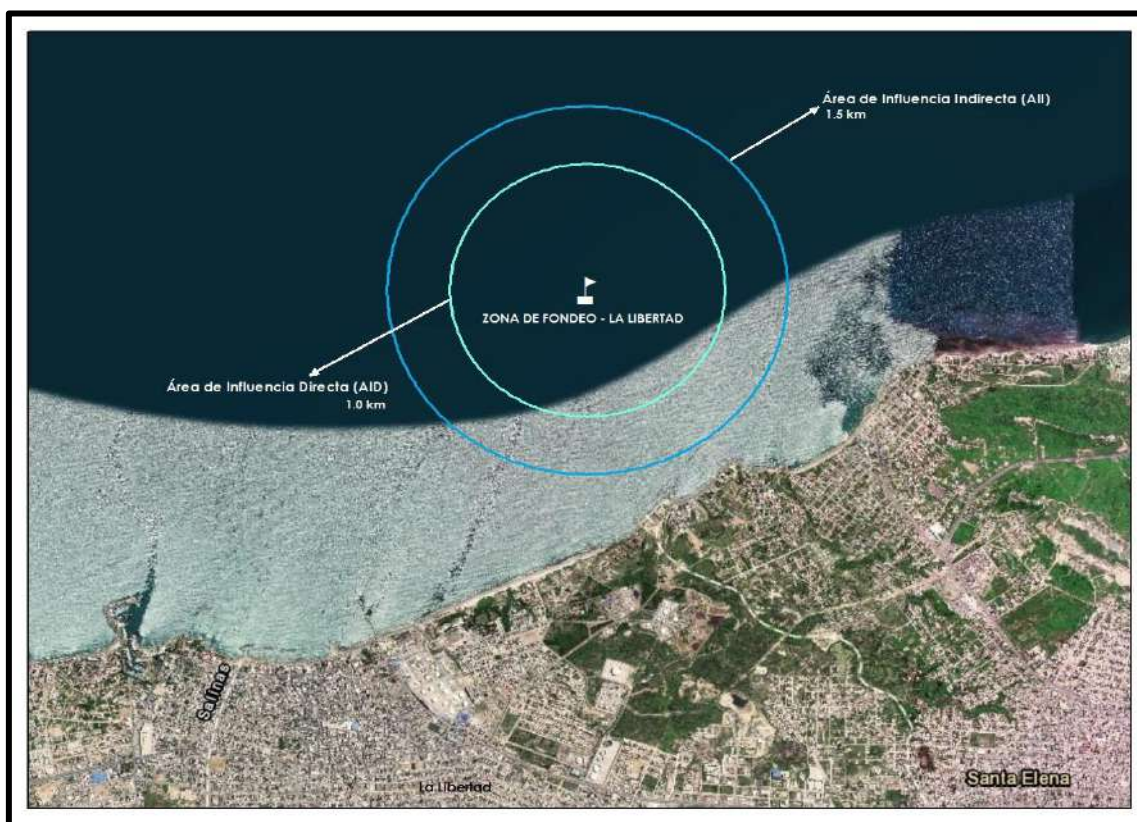 Área de Influencia Indirecta (AII)
1.5 km
ZONA DE FONDEO - LA LIBERTAD
Área de Influencia Directa (AID)
1.0 km
Salinas
La Libertad
Santa Elena